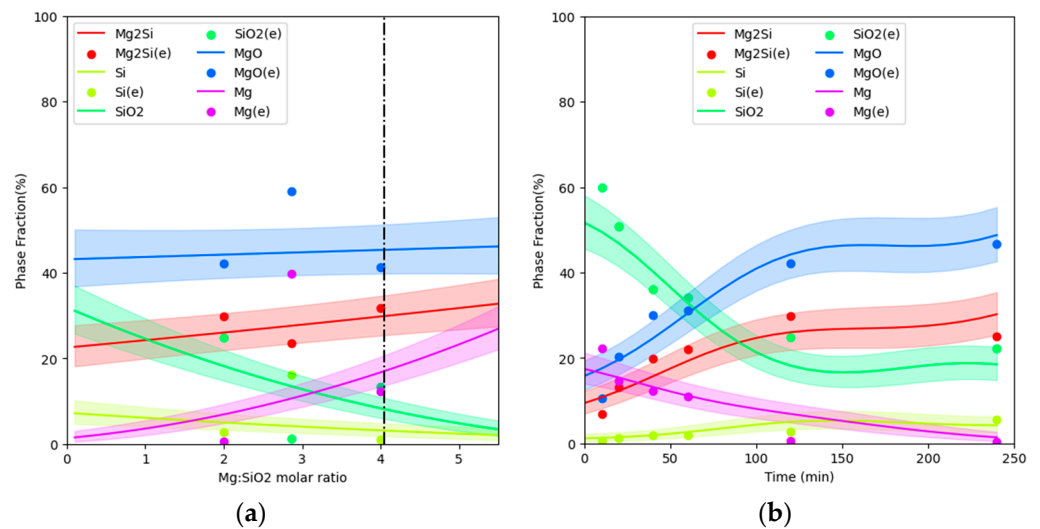 100
80
60
40
20
0
Phase Fraction(%)
Mg2Si
Mg2Si(e)
Si
Si(e)
SiO2
SiO2(e)
MgO
MgO(e)
Mg
Mg(e)
0 1 2 3 4 5
Mg:SiO2 molar ratio
(a)
100
80
60
40
20
0
Phase Fraction(%)
Mg2Si
Mg2Si(e)
Si
Si(e)
SiO2
SiO2(e)
MgO
MgO(e)
Mg
Mg(e)
0 50 100 150 200 250
Time (min)
(b)